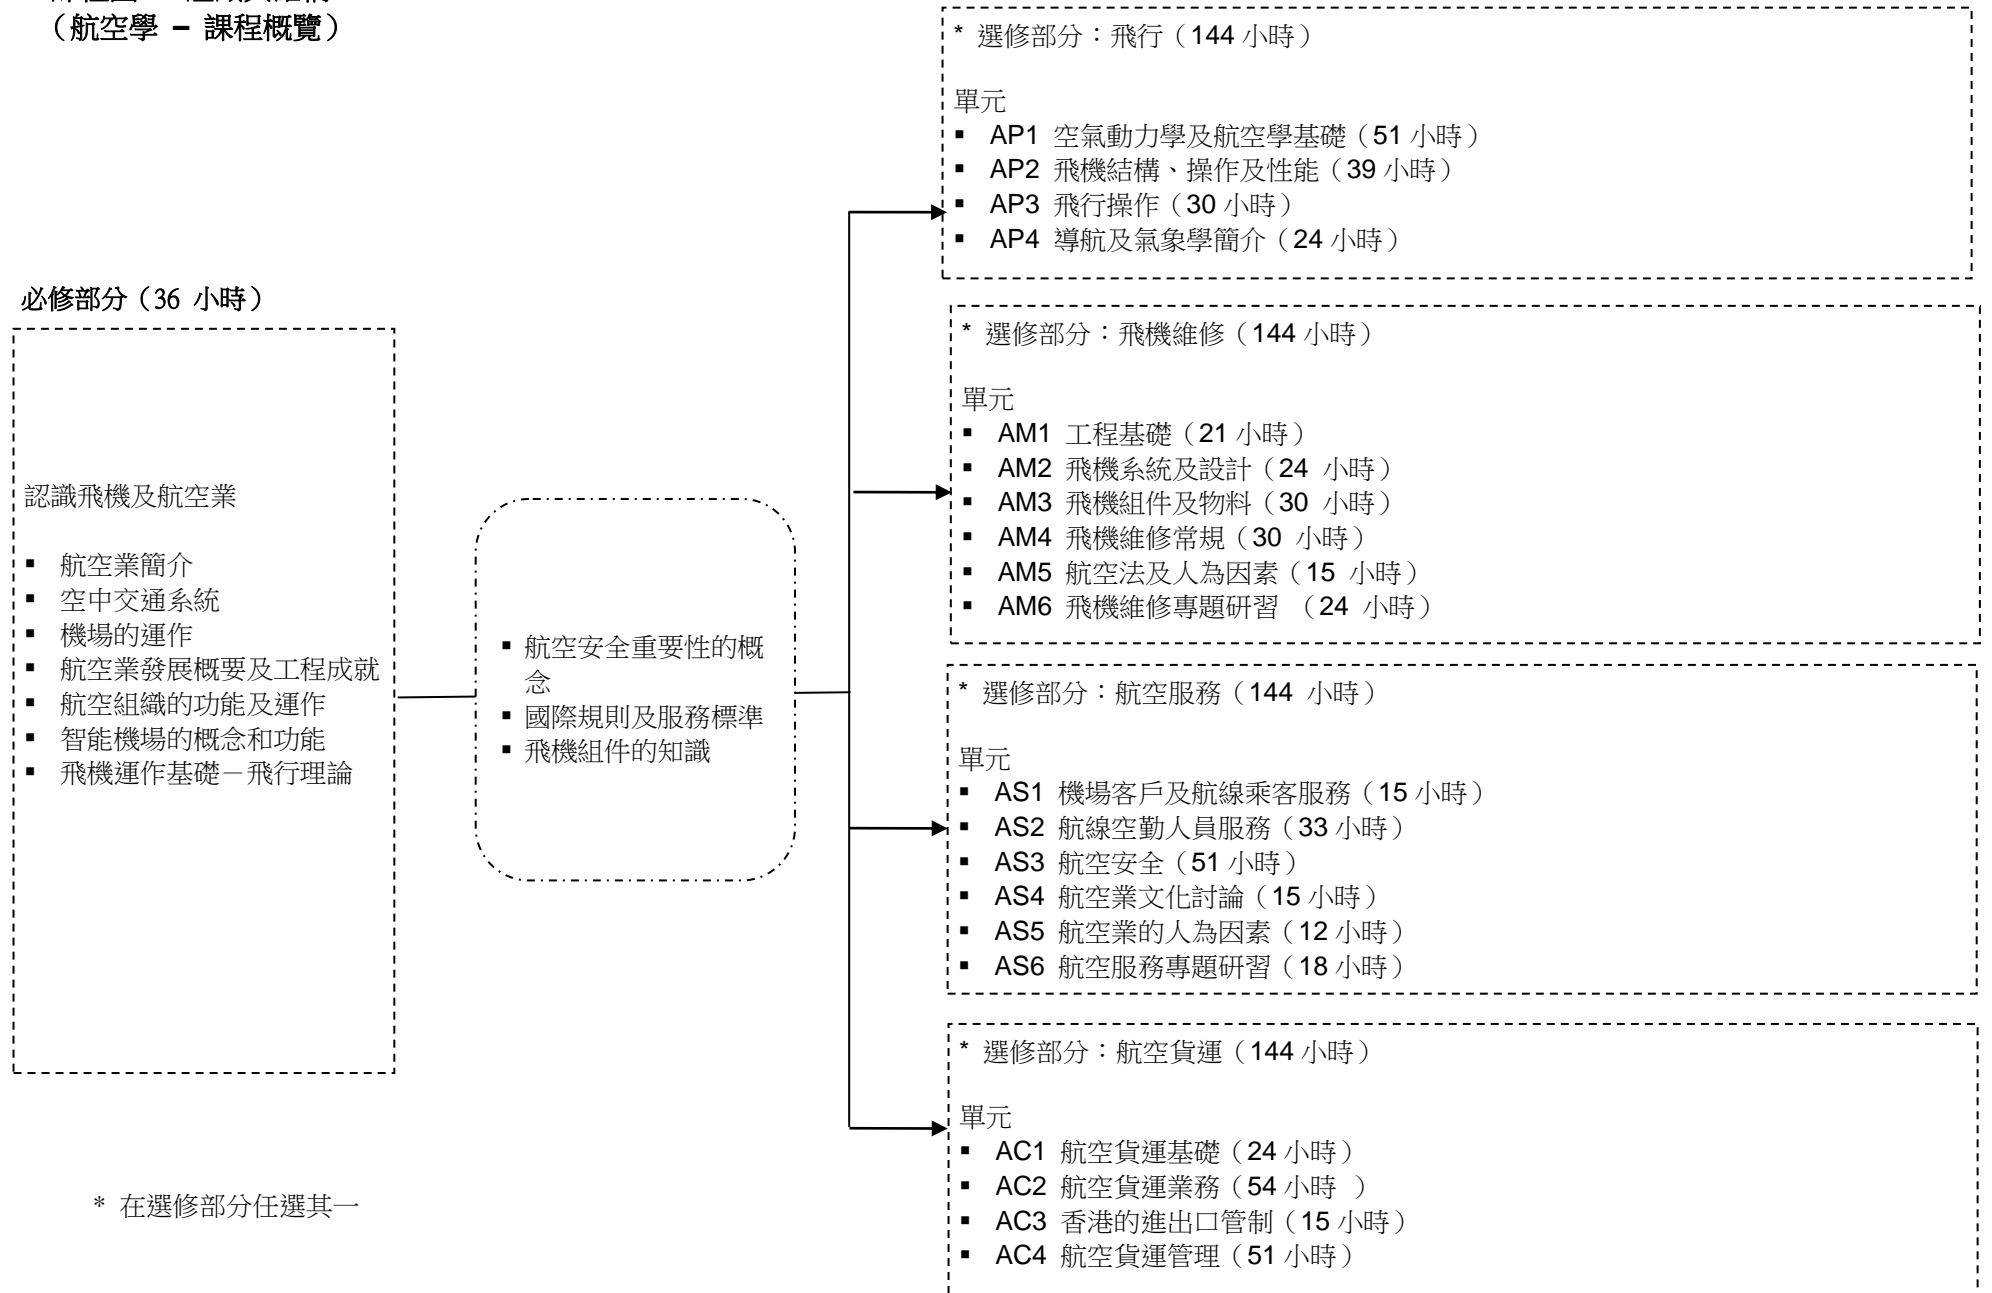 （航空學 – 課程概覽）
必修部分（36 小時）
認識飛機及航空業
▪ 航空業簡介
▪ 空中交通系統
▪ 機場的運作
▪ 航空業發展概要及工程成就
▪ 航空組織的功能及運作
▪ 智能機場的概念和功能
▪ 飛機運作基礎－飛行理論
▪ 航空安全重要性的概
念
▪ 國際規則及服務標準
▪ 飛機組件的知識
* 選修部分：飛行（144 小時）
單元
▪ AP1 空氣動力學及航空學基礎（51 小時）
▪ AP2 飛機結構、操作及性能（39 小時）
▪ AP3 飛行操作（30 小時）
▪ AP4 導航及氣象學簡介（24 小時）
* 選修部分：飛機維修（144 小時）
單元
▪ AM1 工程基礎（21 小時）
▪ AM2 飛機系統及設計（24 小時）
▪ AM3 飛機組件及物料（30 小時）
▪ AM4 飛機維修常規（30 小時）
▪ AM5 航空法及人為因素（15 小時）
▪ AM6 飛機維修專題研習 （24 小時）
* 選修部分：航空服務（144 小時）
單元
▪ AS1 機場客戶及航線乘客服務（15 小時）
▪ AS2 航線空勤人員服務（33 小時）
▪ AS3 航空安全（51 小時）
▪ AS4 航空業文化討論（15 小時）
▪ AS5 航空業的人為因素（12 小時）
▪ AS6 航空服務專題研習（18 小時）
* 選修部分：航空貨運（144 小時）
單元
▪ AC1 航空貨運基礎（24 小時）
▪ AC2 航空貨運業務（54 小時 ）
▪ AC3 香港的進出口管制（15 小時）
▪ AC4 航空貨運管理（51 小時）
* 在選修部分任選其一